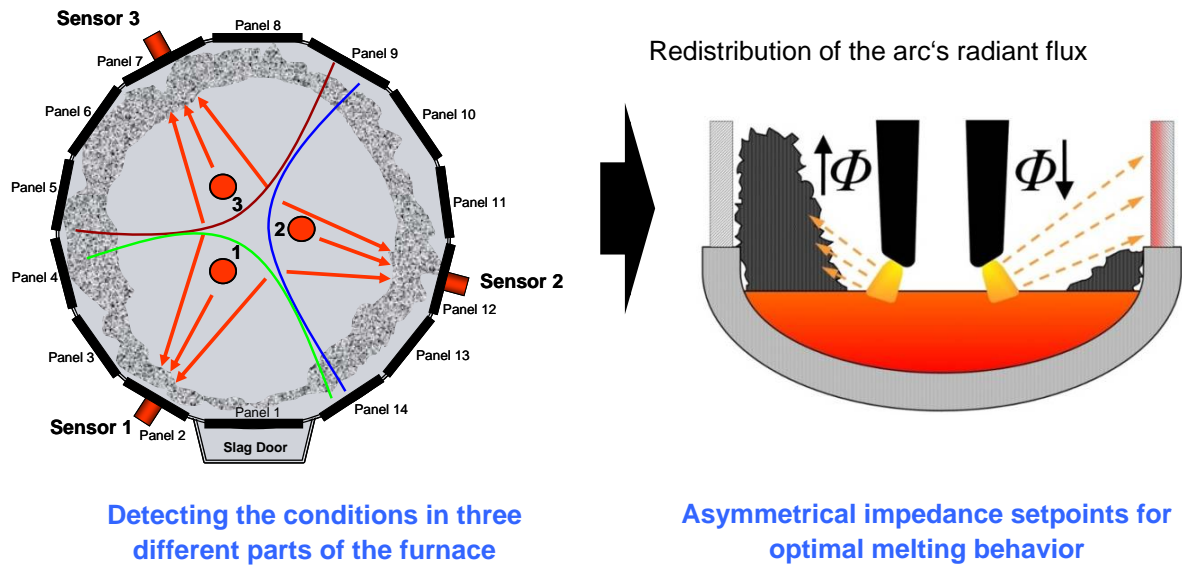 Sensor 3
Panel 8
Panel 7
Panel 9
Panel 6
Panel 10
Panel 5
Panel 11
3
2
1
Panel 4
Sensor 2
Panel 12
Panel 3
Panel 13
Sensor 1
Panel 2
Panel 1
Panel 14
Slag Door
Detecting the conditions in three
different parts of the furnace
Redistribution of the arc‘s radiant flux
Φ
Φ
Asymmetrical impedance setpoints for
optimal melting behavior